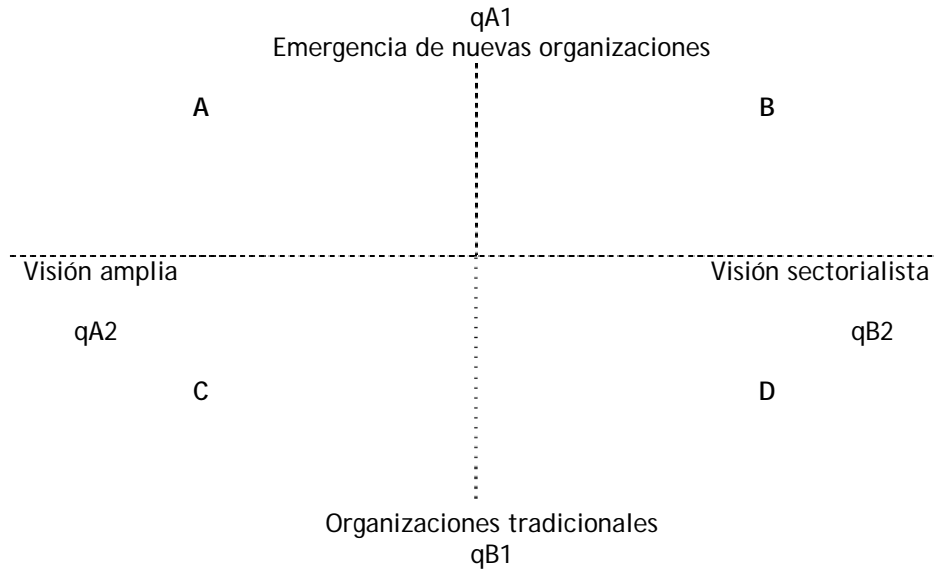 qA1
Emergencia de nuevas organizaciones
A B
Visión amplia Visión sectorialista
qA2 qB2
C D
Organizaciones tradicionales
qB1